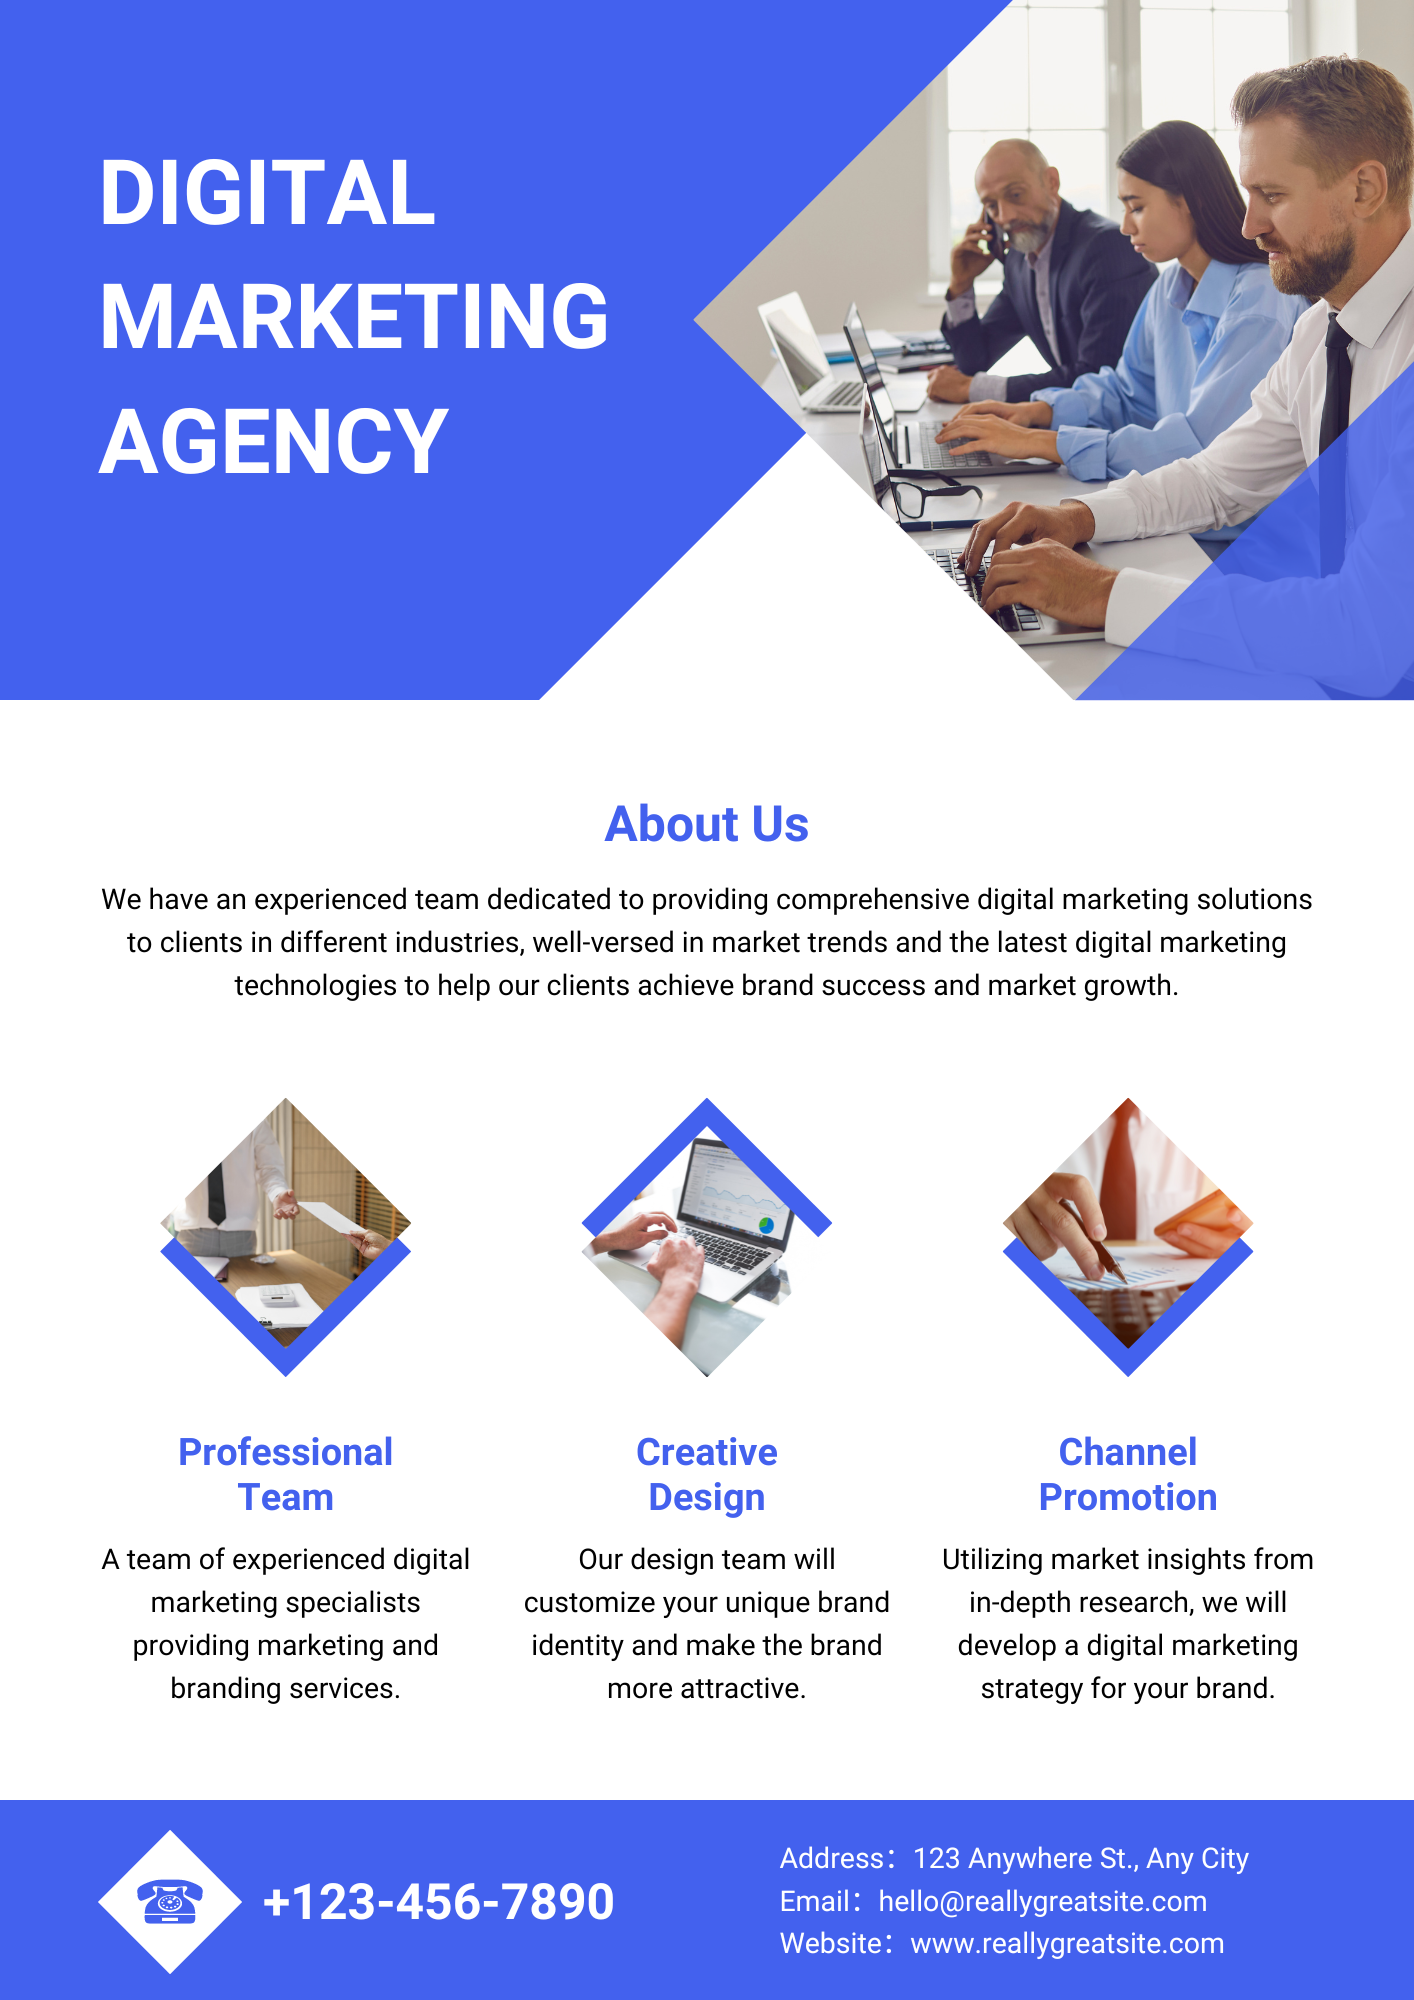 DIGITAL
MARKETING
AGENCY
About Us
We have an experienced team dedicated to providing comprehensive digital marketing solutions
to clients in different industries, well-versed in market trends and the latest digital marketing
technologies to help our clients achieve brand success and market growth.
Professional
Team
A team of experienced digital
marketing specialists
providing marketing and
branding services.
Creative
Design
Our design team will
customize your unique brand
identity and make the brand
more attractive.
Channel
Promotion
Utilizing market insights from
in-depth research, we will
develop a digital marketing
strategy for your brand.
+123-456-7890
Address：123 Anywhere St., Any City
Email：hello@reallygreatsite.com
Website：www.reallygreatsite.com